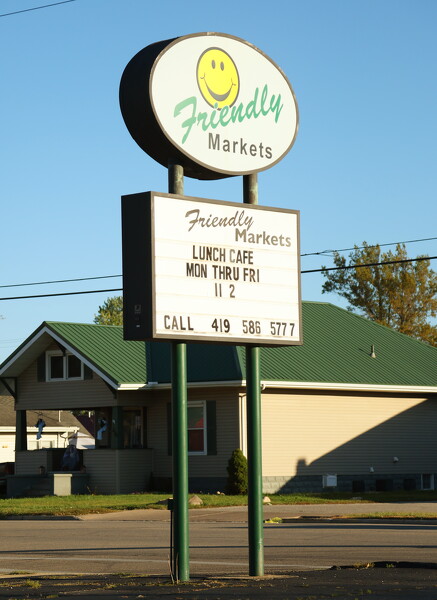 Friendly
Markets
Friendly
Markets
LUNCH CAFE
MON THRU FRI
11 2
CALL 419 586 5777